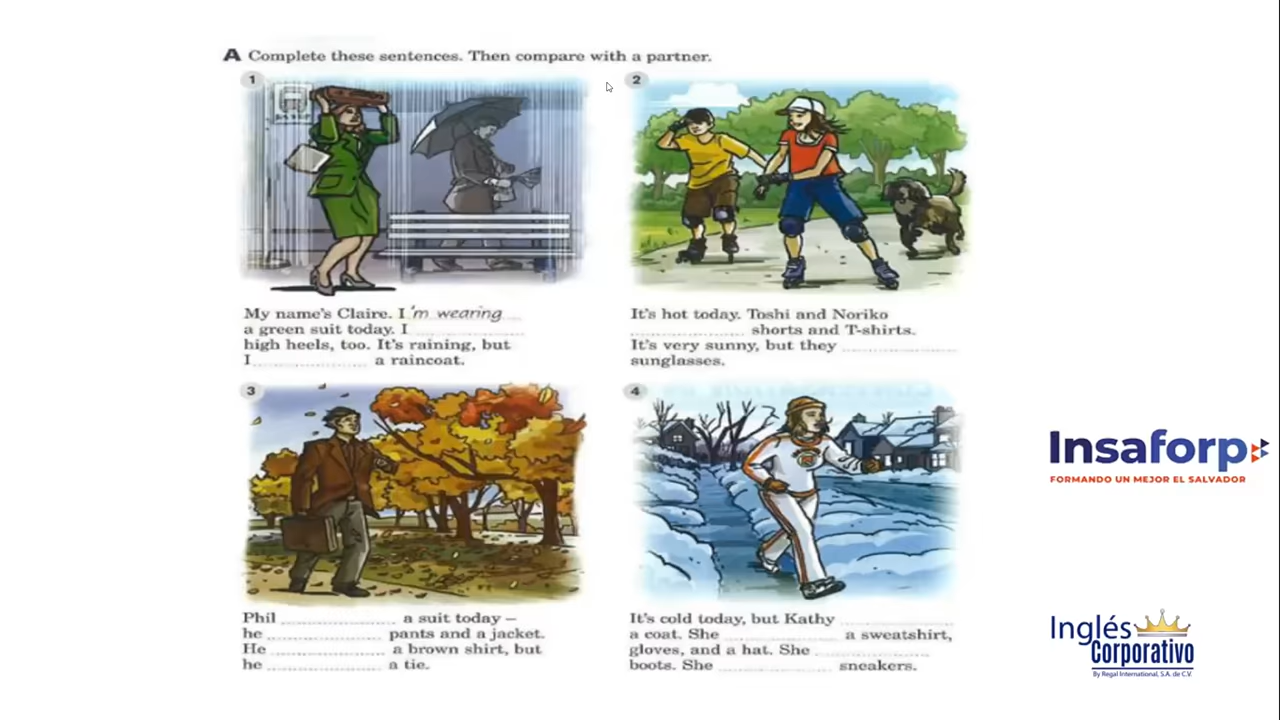 A Complete these sentences. Then compare with a partner.
1
2
My name's Claire. I 'm wearing
a green suit today. I
high heels, too. It's raining, but
I a raincoat.
It's hot today. Toshi and Noriko
shorts and T-shirts.
It's very sunny, but they
sunglasses.
3
4
Phil a suit today –
he pants and a jacket.
He a brown shirt, but
he a tie.
It's cold today, but Kathy
a coat. She a sweatshirt,
gloves, and a hat. She
boots. She sneakers.
Insaforp
FORMANDO UN MEJOR EL SALVADOR
Inglés
Corporativo
By Regal International, S.A. de C.V.